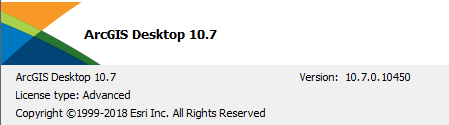 ArcGIS Desktop 10.7
ArcGIS Desktop 10.7 Version: 10.7.0.10450
License type: Advanced
Copyright ©1999-2018 Esri Inc. All Rights Reserved